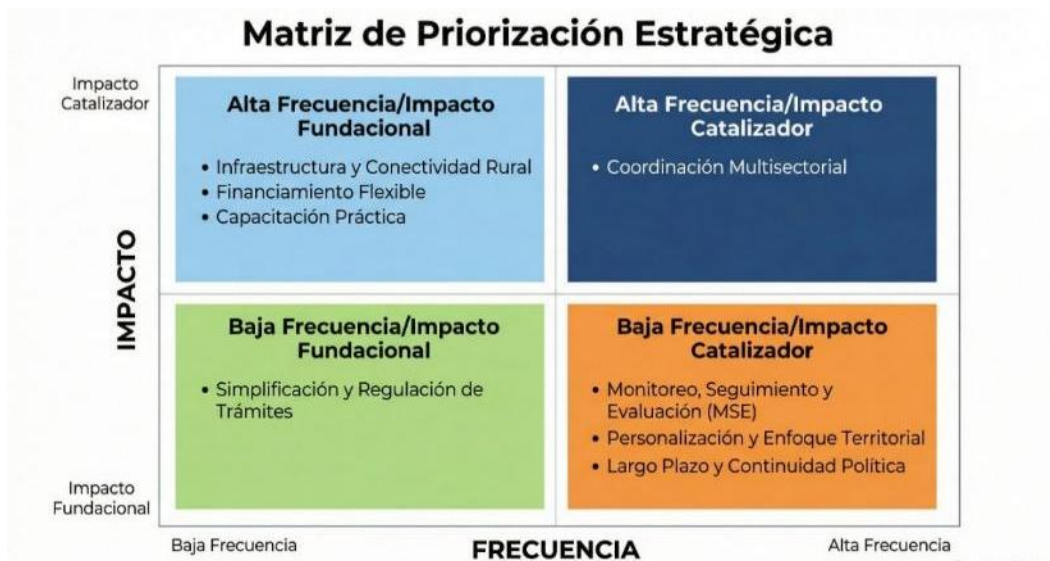 Matriz de Priorización Estratégica
Impacto
Catalizador
Alta Frecuencia/Impacto
Fundacional
• Infraestructura y Conectividad Rural
• Financiamiento Flexible
• Capacitación Práctica
Alta Frecuencia/Impacto
Catalizador
• Coordinación Multisectorial
IMPACTO
Baja Frecuencia/Impacto
Fundacional
• Simplificación y Regulación de
Trámites
Baja Frecuencia/Impacto
Catalizador
• Monitoreo, Seguimiento y
Evaluación (MSE)
• Personalización y Enfoque Territorial
• Largo Plazo y Continuidad Política
Impacto
Fundacional
Baja Frecuencia
FRECUENCIA
Alta Frecuencia